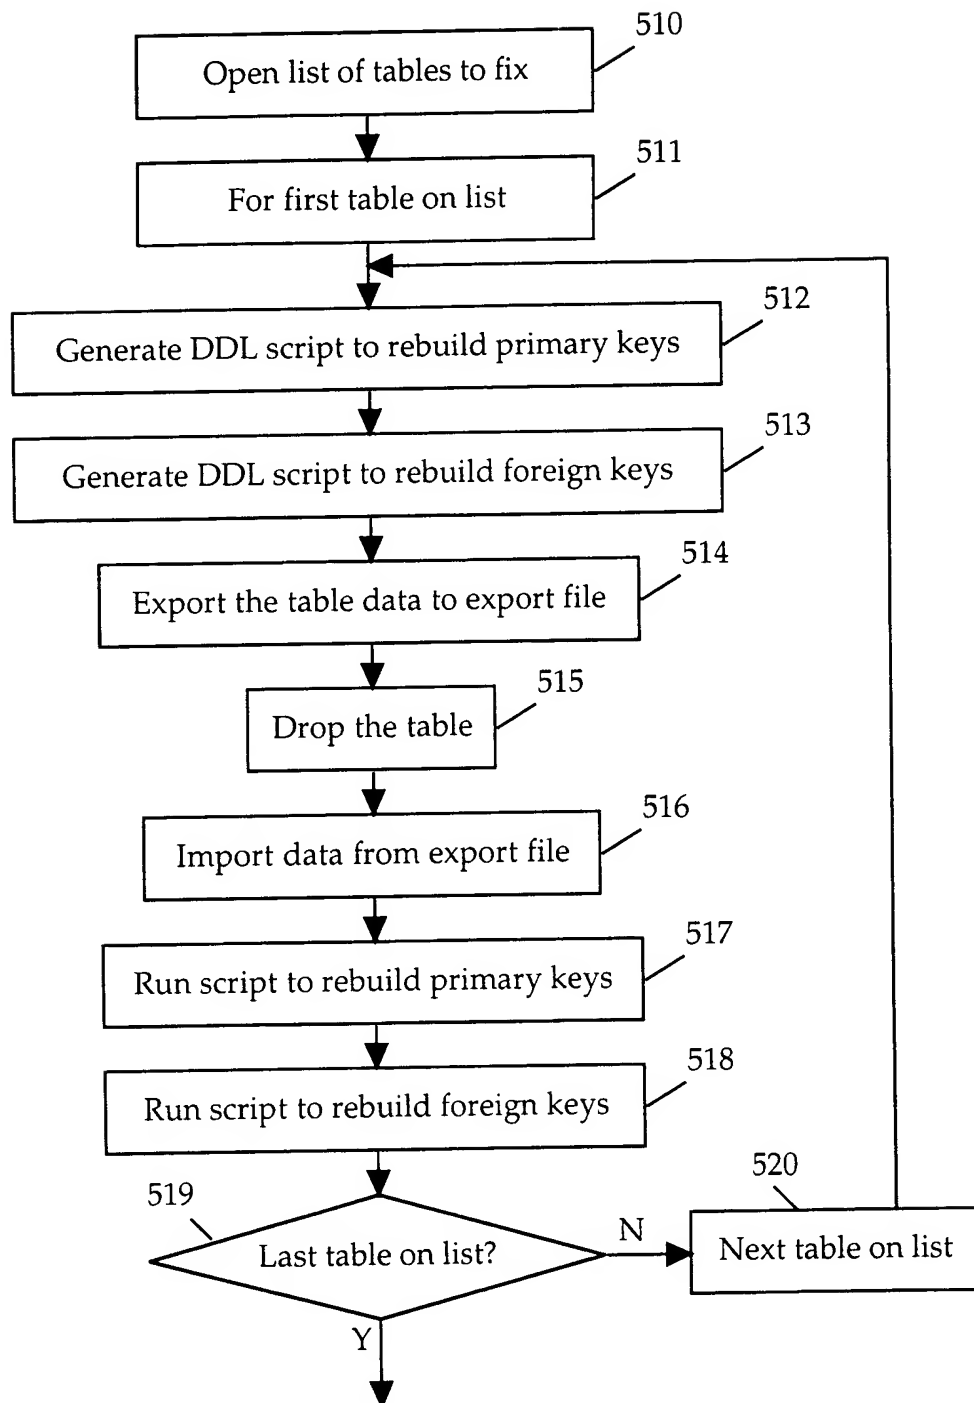 510
Open list of tables to fix
511
For first table on list
512
Generate DDL script to rebuild primary keys
513
Generate DDL script to rebuild foreign keys
514
Export the table data to export file
515
Drop the table
516
Import data from export file
517
Run script to rebuild primary keys
518
Run script to rebuild foreign keys
519
Last table on list?
N
520
Next table on list
Y